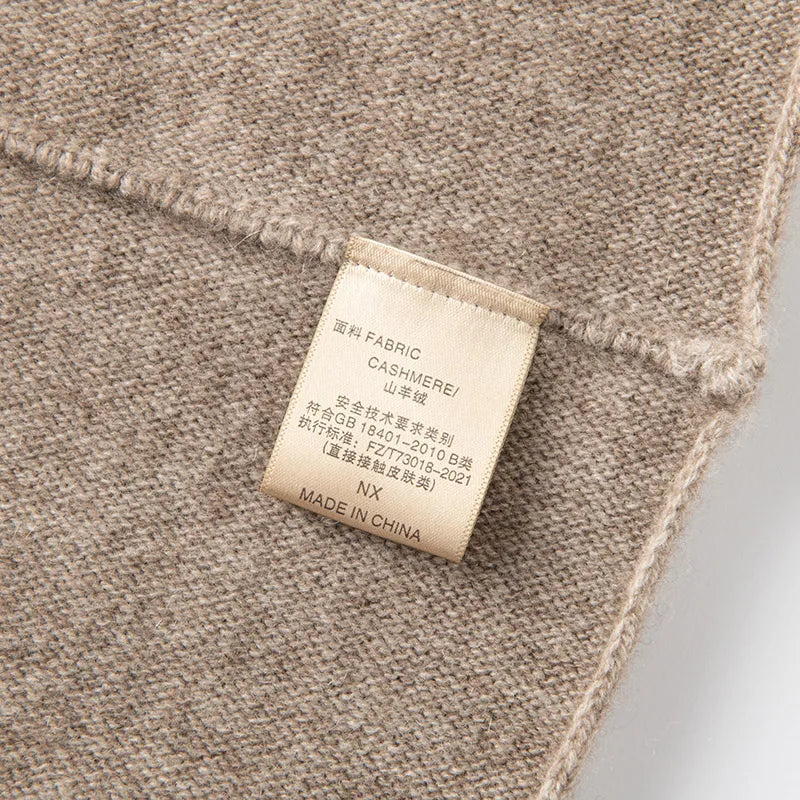 面料 FABRIC
CASHMERE/
山羊绒
安全技术要求类别
符合GB 18401-2010 B类
执行标准：FZ/T73018-2021
(直接接触皮肤类)
NX
MADE IN CHINA